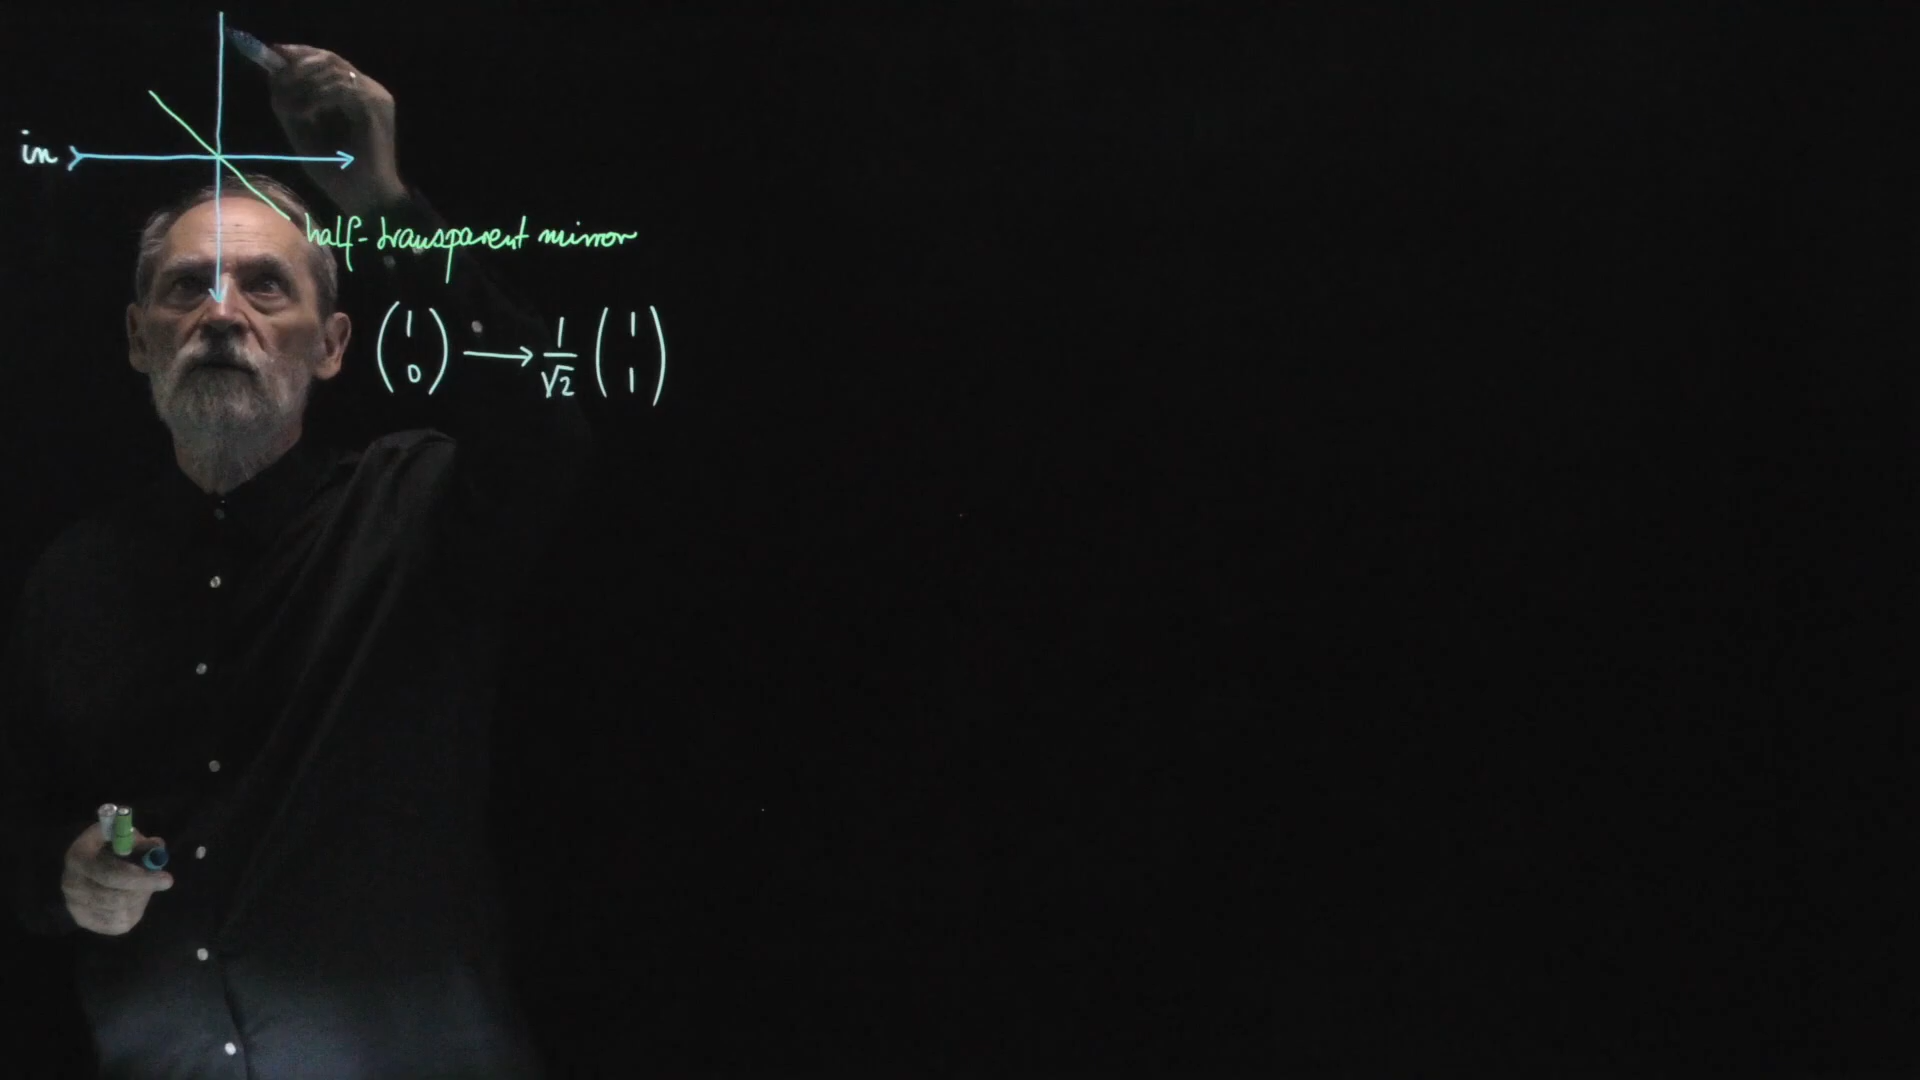 in
half-transparent mirror
(1 0) → 1/√2 (1 1)